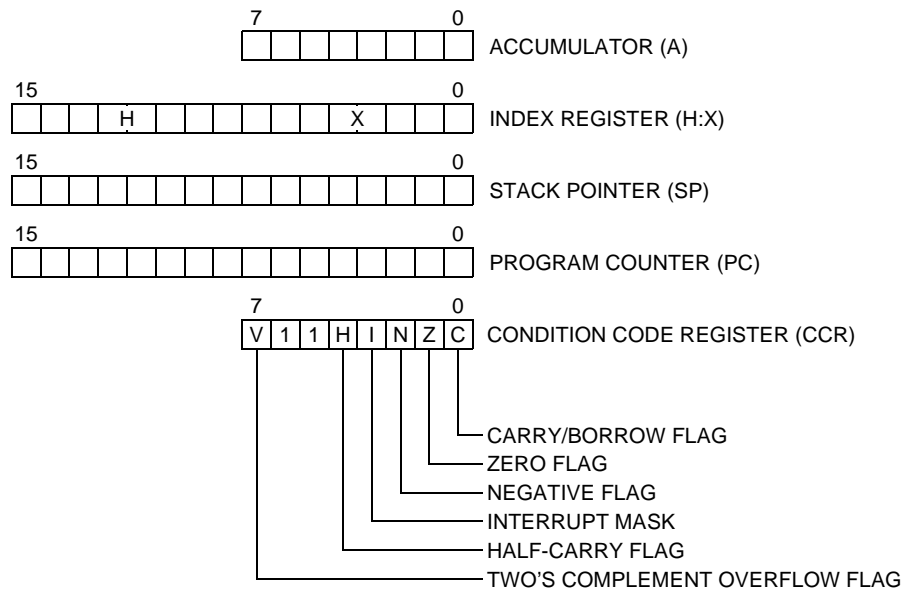 7 0
ACCUMULATOR (A)
15 0
H X
INDEX REGISTER (H:X)
15 0
STACK POINTER (SP)
15 0
PROGRAM COUNTER (PC)
7 0
V 1 1 H I N Z C
CONDITION CODE REGISTER (CCR)
CARRY/BORROW FLAG
ZERO FLAG
NEGATIVE FLAG
INTERRUPT MASK
HALF-CARRY FLAG
TWO'S COMPLEMENT OVERFLOW FLAG